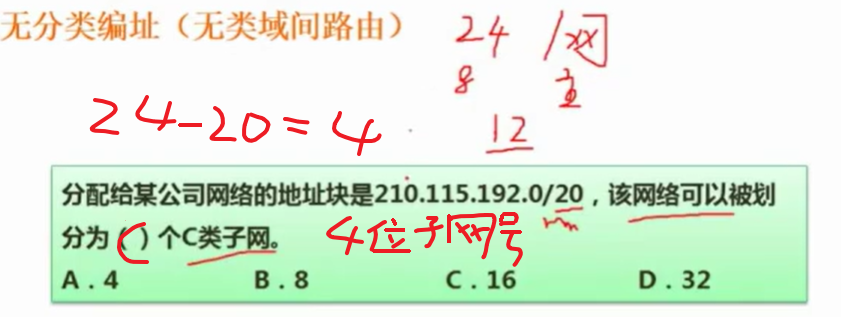 无分类编址（无类域间路由）
24 /网
8 主
24-20=4
12
分配给某公司网络的地址块是210.115.192.0/20，该网络可以被划
分为（C）个C类子网。 4位子网号
A．4 B．8 C．16 D．32